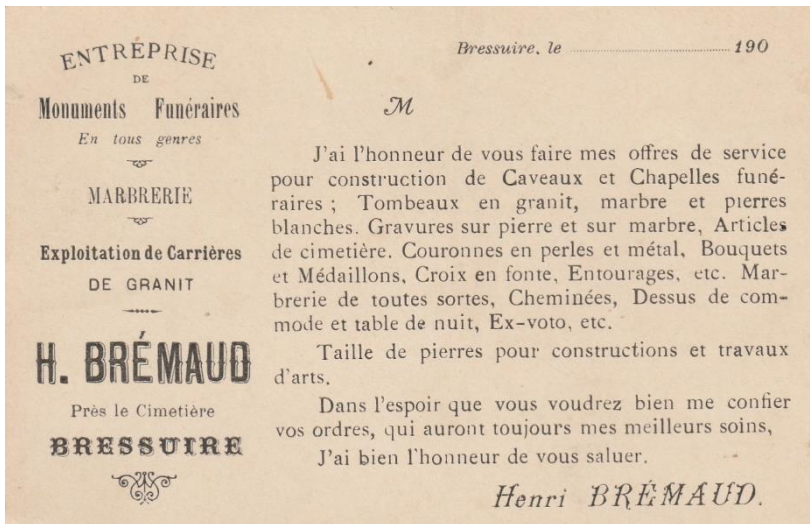 ENTREPRISE
DE
Monuments Funéraires
En tous genres
MARBRERIE
Exploitation de Carrières
DE GRANIT
H. BRÉMAUD
Près le Cimetière
BRESSUIRE
Bressuire, le ........................ 190
M
J'ai l'honneur de vous faire mes offres de service
pour construction de Caveaux et Chapelles funé-
raires ; Tombeaux en granit, marbre et pierres
blanches. Gravures sur pierre et sur marbre, Articles
de cimetière. Couronnes en perles et métal, Bouquets
et Médaillons, Croix en fonte, Entourages, etc. Mar-
brerie de toutes sortes, Cheminées, Dessus de com-
mode et table de nuit, Ex-voto, etc.
Taille de pierres pour constructions et travaux
d'arts.
Dans l'espoir que vous voudrez bien me confier
vos ordres, qui auront toujours mes meilleurs soins,
J'ai bien l'honneur de vous saluer.
Henri BRÉMAUD.